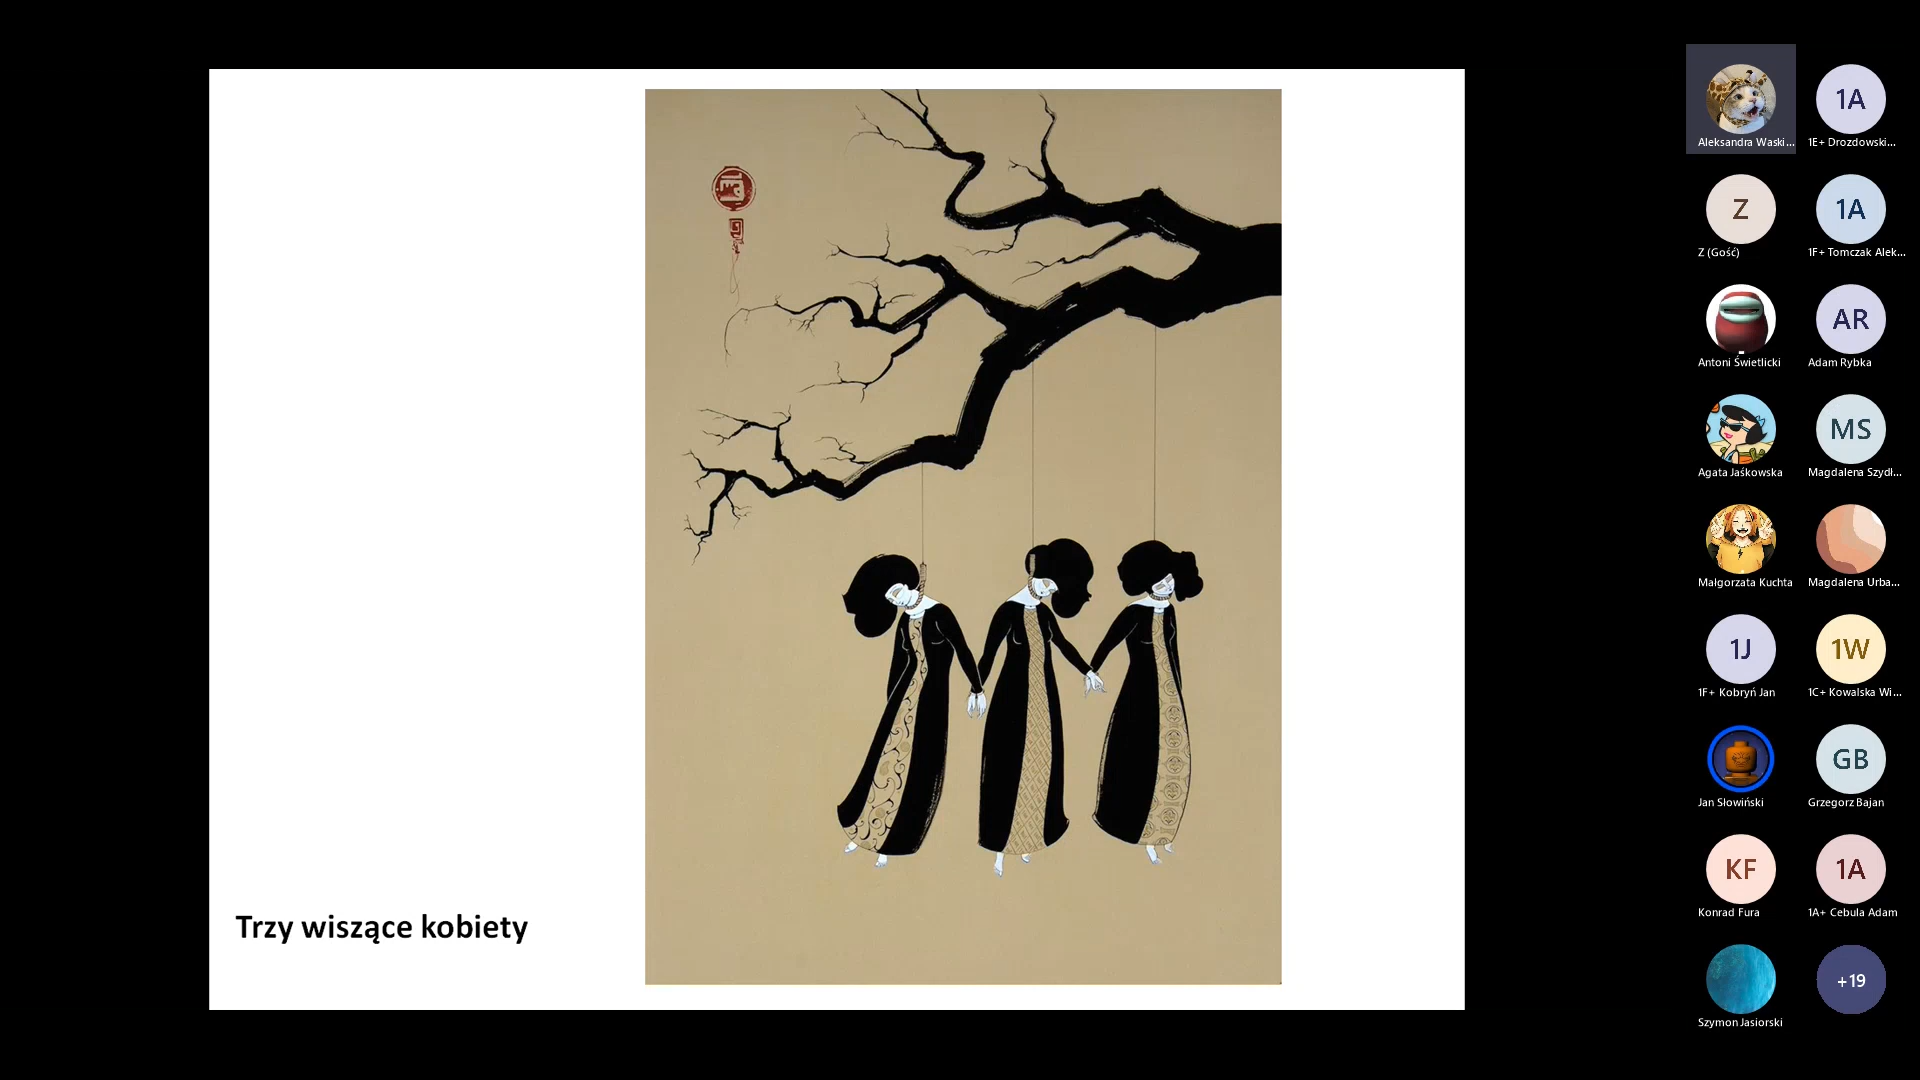 Trzy wiszące kobiety
1A
Aleksandra Waski...
1E+ Drozdowski...
Z
1A
Z (Gość)
1F+ Tomczak Alek...
AR
Antoni Świetlicki
Adam Rybka
MS
Agata Jaśkowska
Magdalena Szydł...
Małgorzata Kuchta
Magdalena Urba...
1J
1W
1F+ Kobryń Jan
1C+ Kowalska Wi...
GB
Jan Słowiński
Grzegorz Bajan
KF
1A
Konrad Fura
1A+ Cebula Adam
+19
Szymon Jasiorski